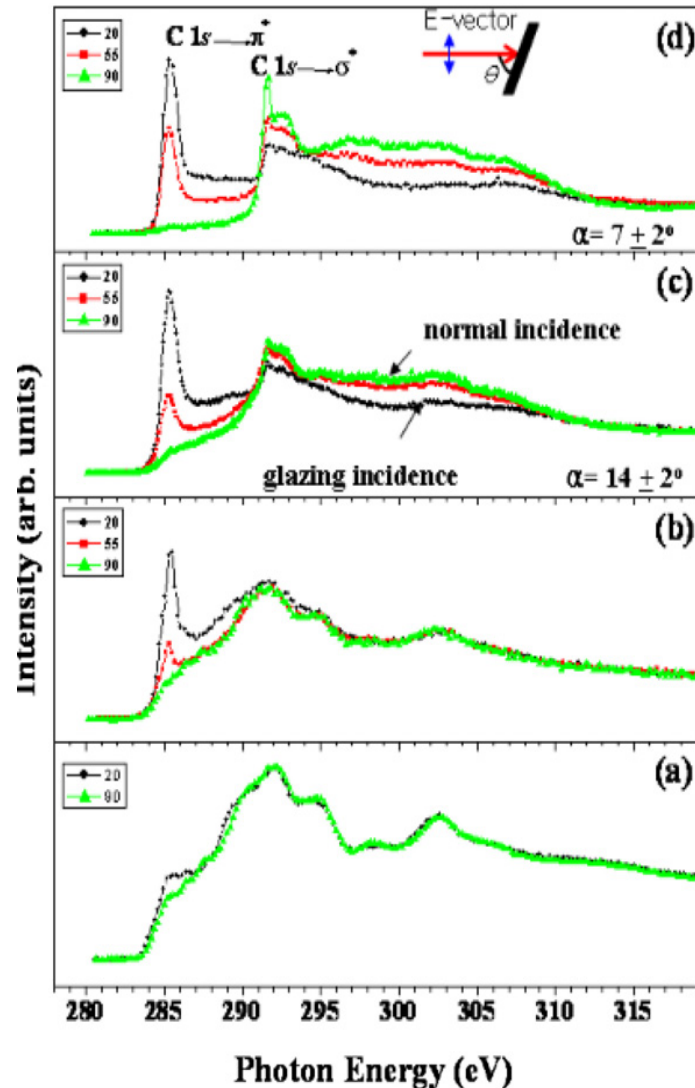 E-vector
(d)
20
55
90
C 1s → π*
C 1s → σ*
θ
α= 7 ± 2°
(c)
20
55
90
normal incidence
glazing incidence
α= 14 ± 2°
(b)
20
55
90
(a)
20
90
Intensity (arb. units)
280 285 290 295 300 305 310 315
Photon Energy (eV)